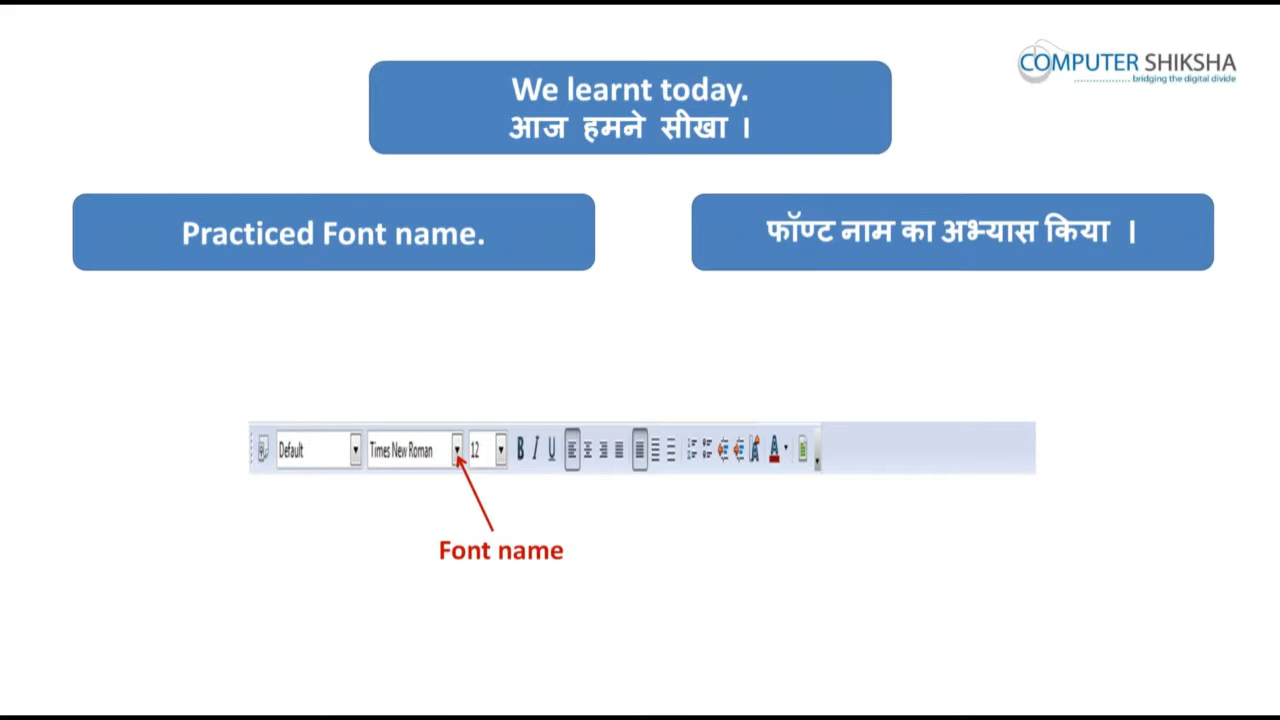 COMPUTER SHIKSHA
bridging the digital divide
We learnt today.
आज हमने सीखा ।
Practiced Font name.
फॉण्ट नाम का अभ्यास किया ।
Default Times New Roman 12 B I U A A
Font name